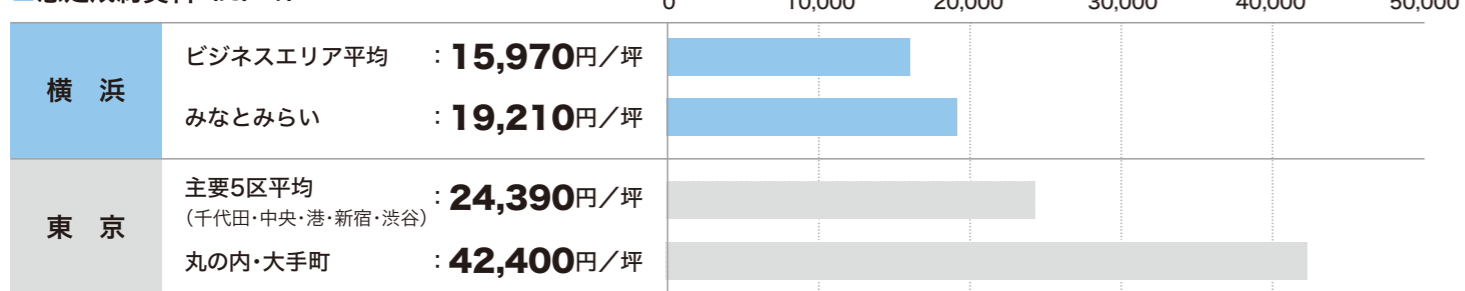 0 10,000 20,000 30,000 40,000 50,000
横 浜
ビジネスエリア平均 : 15,970円／坪
みなとみらい : 19,210円／坪
東 京
主要5区平均
（千代田・中央・港・新宿・渋谷） : 24,390円／坪
丸の内・大手町 : 42,400円／坪